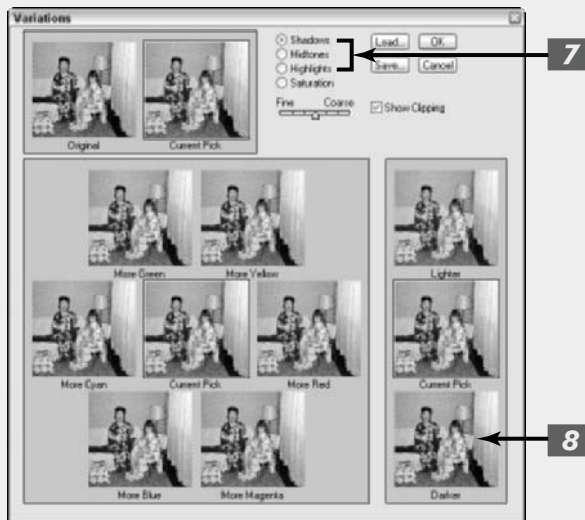 Variations
Shadows
Midtones
Highlights
Saturation
Load...
OK
Save...
Cancel
7
Fine
Coarse
Show Clipping
Original
Current Pick
More Green
More Yellow
Lighter
More Cyan
Current Pick
More Red
Current Pick
8
More Blue
More Magenta
Darker